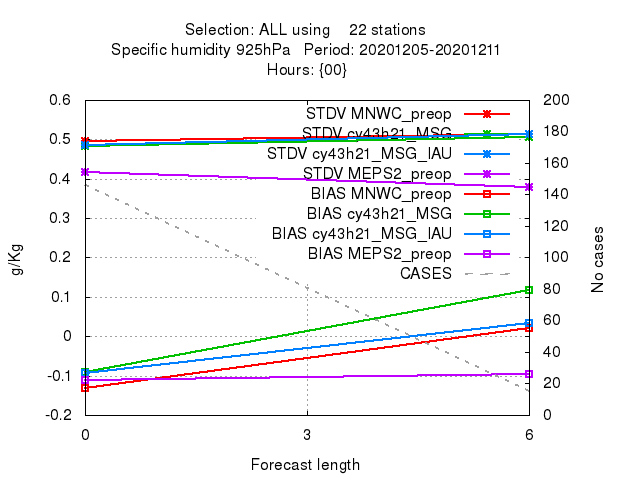 Selection: ALL using    22 stations
Specific humidity 925hPa   Period: 20201205-20201211
Hours: {00}
0.6
0.5
0.4
0.3
0.2
0.1
0
-0.1
-0.2
200
180
160
140
120
100
80
60
40
20
0
STDV MNWC_preop
STDV cy43h21_MSG
STDV cy43h21_MSG_IAU
STDV MEPS2_preop
BIAS MNWC_preop
BIAS cy43h21_MSG
BIAS cy43h21_MSG_IAU
BIAS MEPS2_preop
CASES
g/Kg
No cases
0
3
6
Forecast length